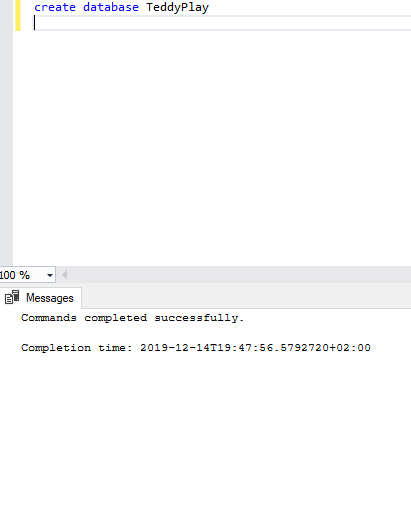 create database TeddyPlay
100 %
Messages
Commands completed successfully.
Completion time: 2019-12-14T19:47:56.5792720+02:00